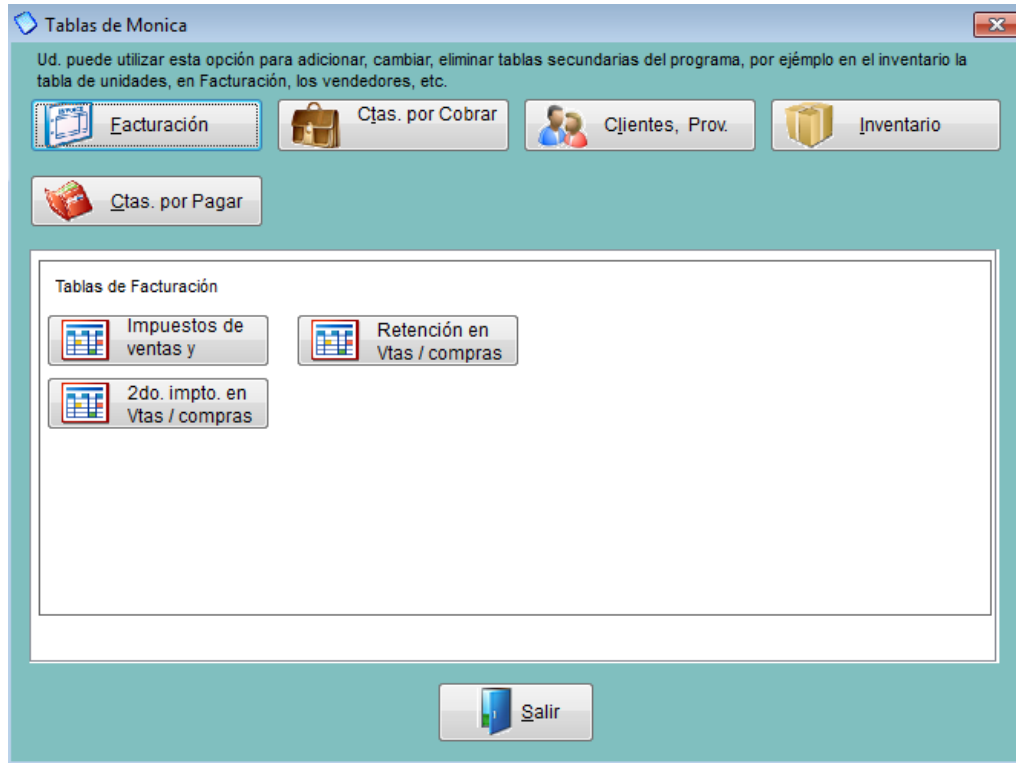 Tablas de Monica
Ud. puede utilizar esta opción para adicionar, cambiar, eliminar tablas secundarias del programa, por ejémplo en el inventario la
tabla de unidades, en Facturación, los vendedores, etc.
Facturación
Ctas. por Cobrar
Clientes, Prov.
Inventario
Ctas. por Pagar
Tablas de Facturación
Impuestos de
ventas y
Retención en
Vtas / compras
2do. impto. en
Vtas / compras
Salir